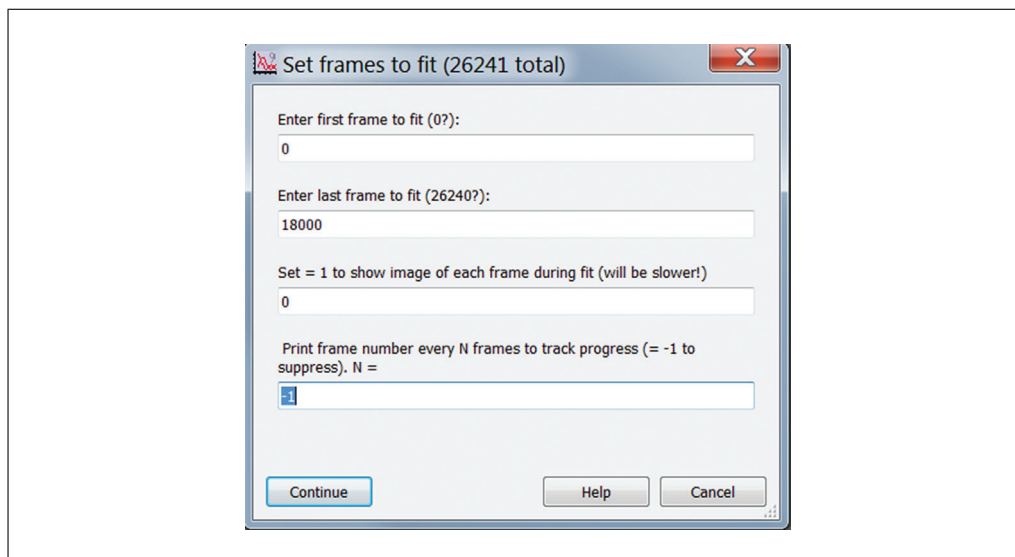 Set frames to fit (26241 total)
Enter first frame to fit (0?):
0
Enter last frame to fit (26240?):
18000
Set = 1 to show image of each frame during fit (will be slower!)
0
Print frame number every N frames to track progress (= -1 to
suppress). N =
-1
Continue Help Cancel